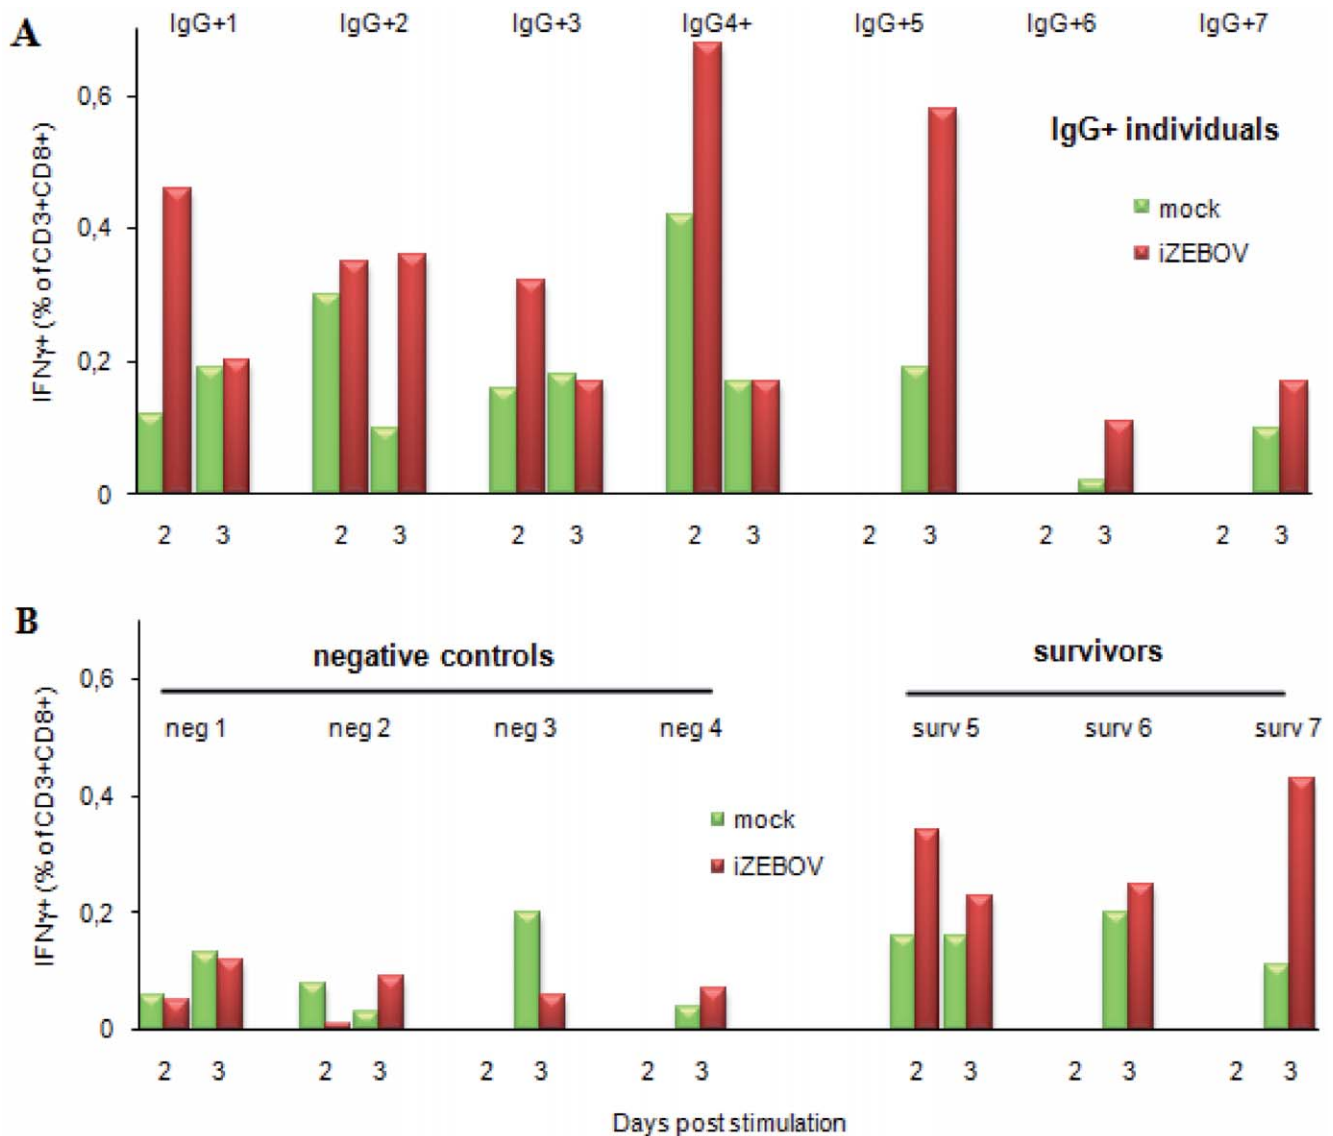 A
IgG+1 IgG+2 IgG+3 IgG4+ IgG+5 IgG+6 IgG+7
0,6
IgG+ individuals
mock
iZEBOV
IFNγ+ (% of CD3+CD8+)
0,4
0,2
0
2 3 2 3 2 3 2 3 2 3 2 3 2 3
B
negative controls survivors
0,6
neg 1 neg 2 neg 3 neg 4 surv 5 surv 6 surv 7
IFNγ+ (% of CD3+CD8+)
0,4
mock
iZEBOV
0,2
0
2 3 2 3 2 3 2 3 2 3 2 3 2 3
Days post stimulation